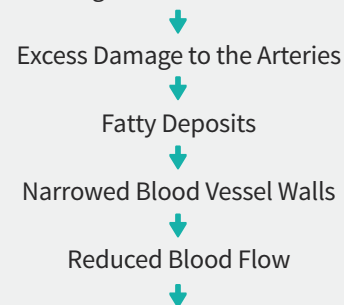 Excess Damage to the Arteries
Fatty Deposits
Narrowed Blood Vessel Walls
Reduced Blood Flow